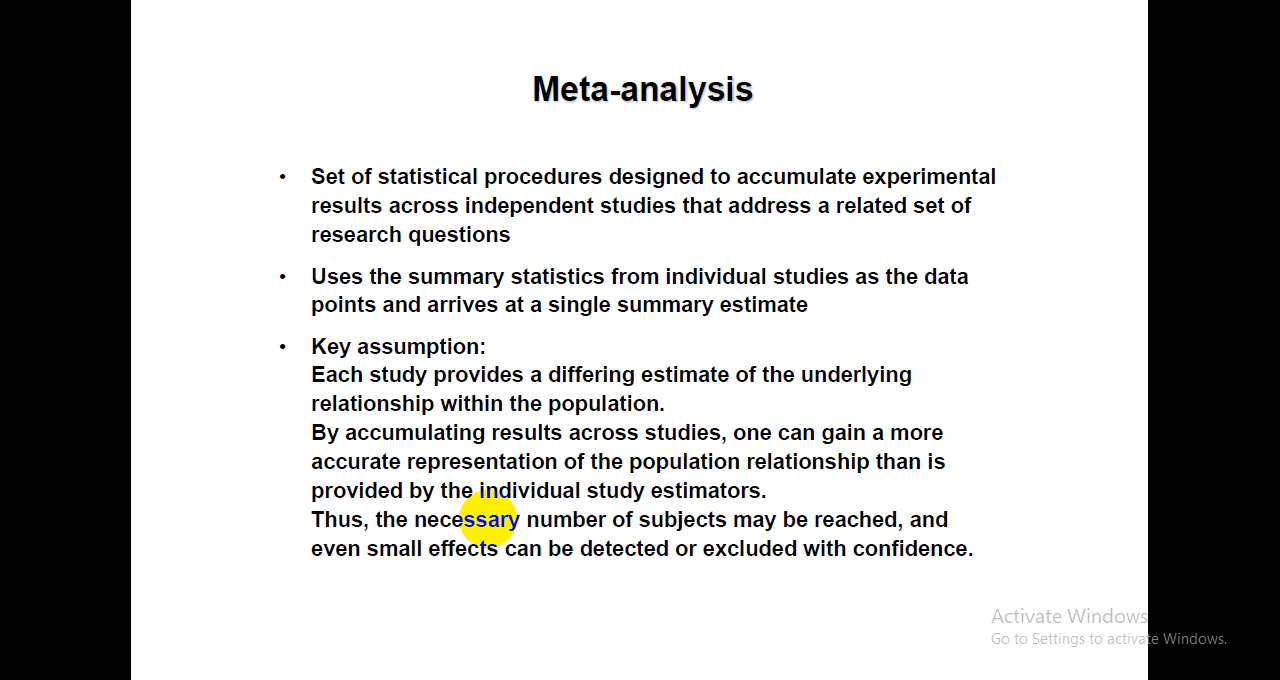 Meta-analysis
• Set of statistical procedures designed to accumulate experimental
results across independent studies that address a related set of
research questions
• Uses the summary statistics from individual studies as the data
points and arrives at a single summary estimate
• Key assumption:
Each study provides a differing estimate of the underlying
relationship within the population.
By accumulating results across studies, one can gain a more
accurate representation of the population relationship than is
provided by the individual study estimators.
Thus, the necessary number of subjects may be reached, and
even small effects can be detected or excluded with confidence.
Activate Windows
Go to Settings to activate Windows.